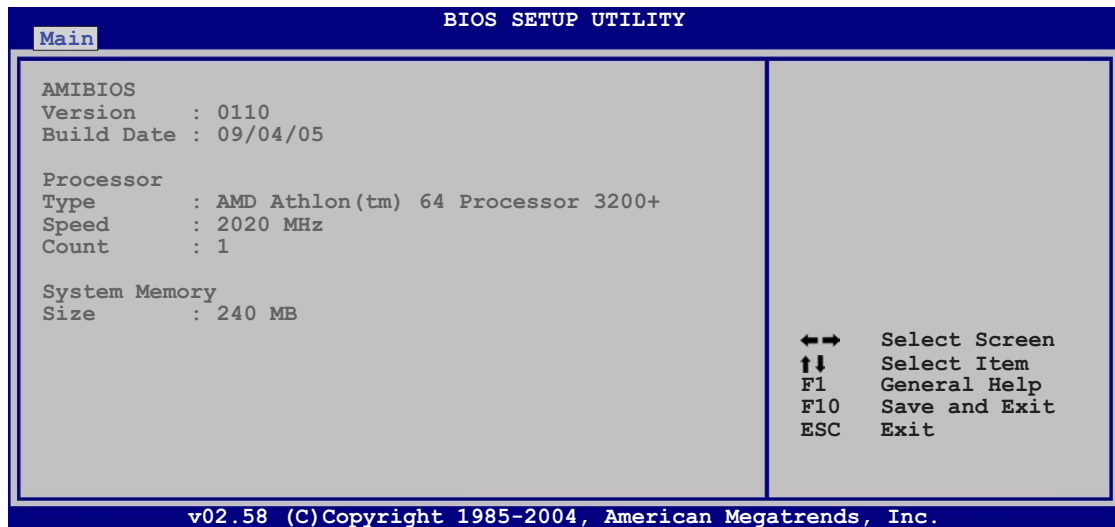 BIOS SETUP UTILITY
Main
AMIBIOS
Version : 0110
Build Date : 09/04/05
Processor
Type : AMD Athlon(tm) 64 Processor 3200+
Speed : 2020 MHz
Count : 1
System Memory
Size : 240 MB
←→ Select Screen
↑↓ Select Item
F1 General Help
F10 Save and Exit
ESC Exit
v02.58 (C)Copyright 1985-2004, American Megatrends, Inc.